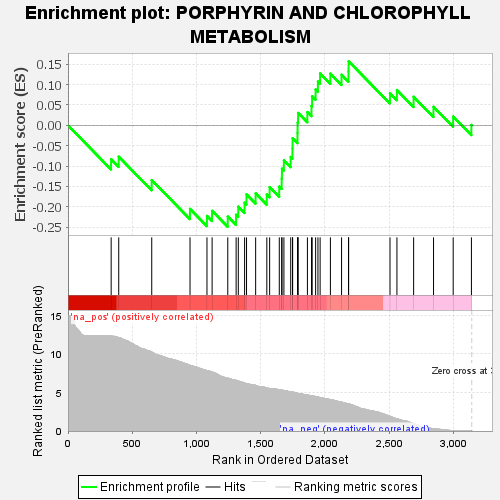 Enrichment plot: PORPHYRIN AND CHLOROPHYLL
METABOLISM
Enrichment score (ES)
0.15
0.10
0.05
0.00
-0.05
-0.10
-0.15
-0.20
-0.25
'na_pos' (positively correlated)
Ranked list metric (PreRanked)
15
10
5
0
Zero cross at 3
'na_neg' (negatively correlated)
0 500 1,000 1,500 2,000 2,500 3,000
Rank in Ordered Dataset
Enrichment profile Hits Ranking metric scores